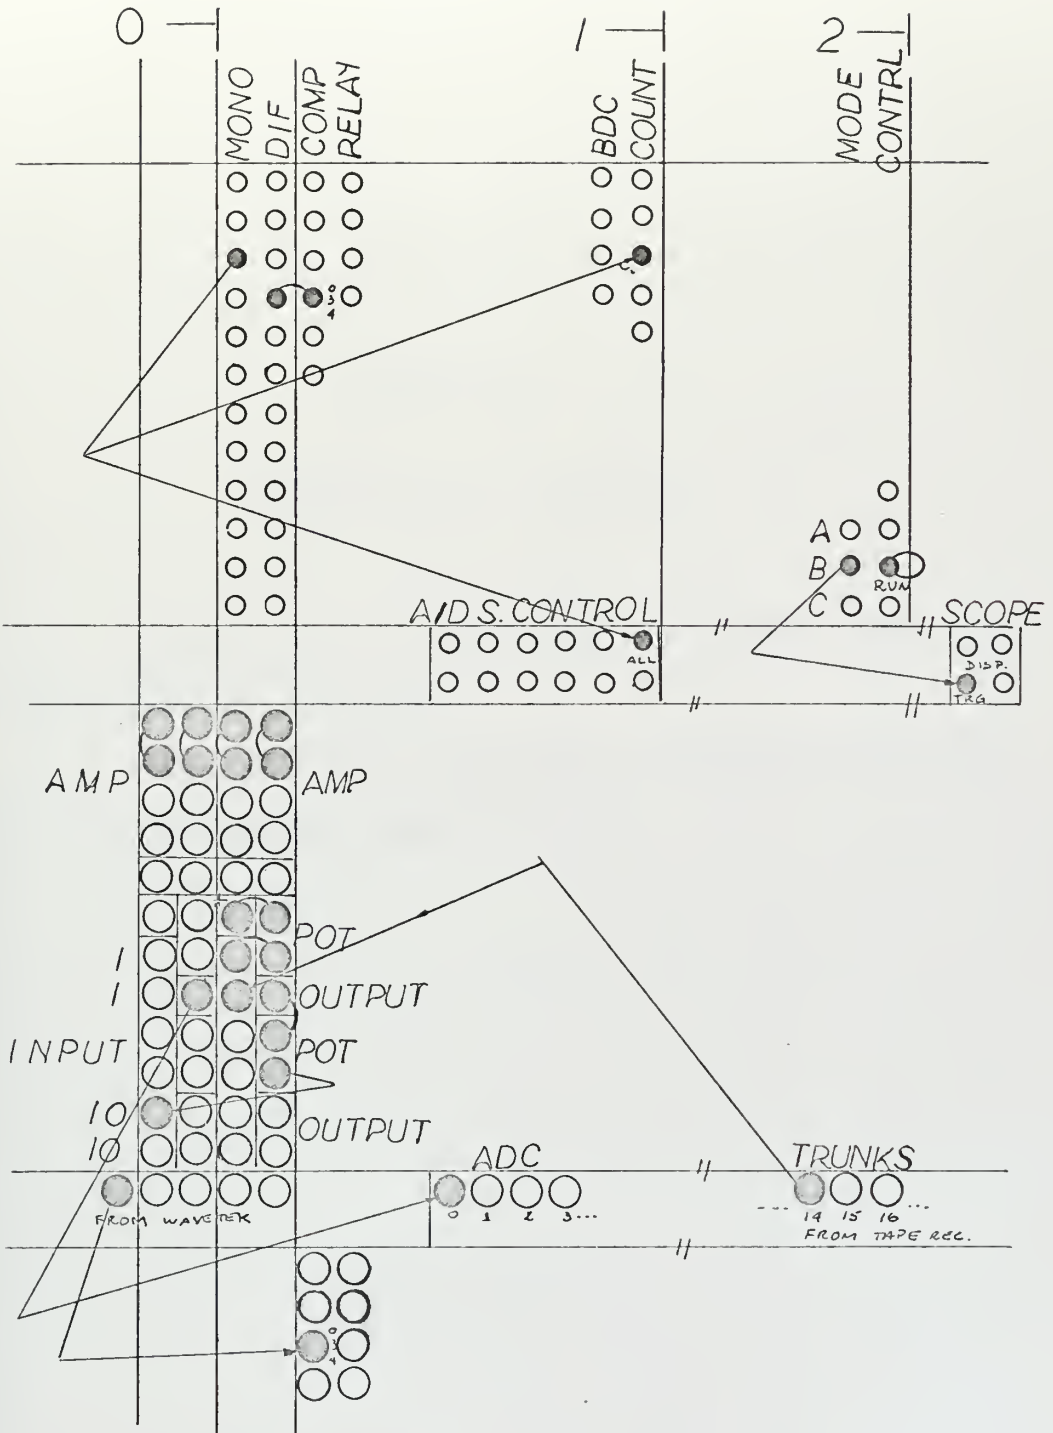 0
1
2
MONO
DIF
COMP
RELAY
BDC
COUNT
MODE
CONTRL
0
3
4
C.
A
B
RUN
C
A/D S. CONTROL
SCOPE
ALL
DISP.
TRG
AMP
AMP
POT
1
1
OUTPUT
INPUT
POT
10
OUTPUT
10
ADC
TRUNKS
0 1 2 3...
--- 14 15 16 ...
FROM WAVETEK
FROM TAPE REC.
0
3
4